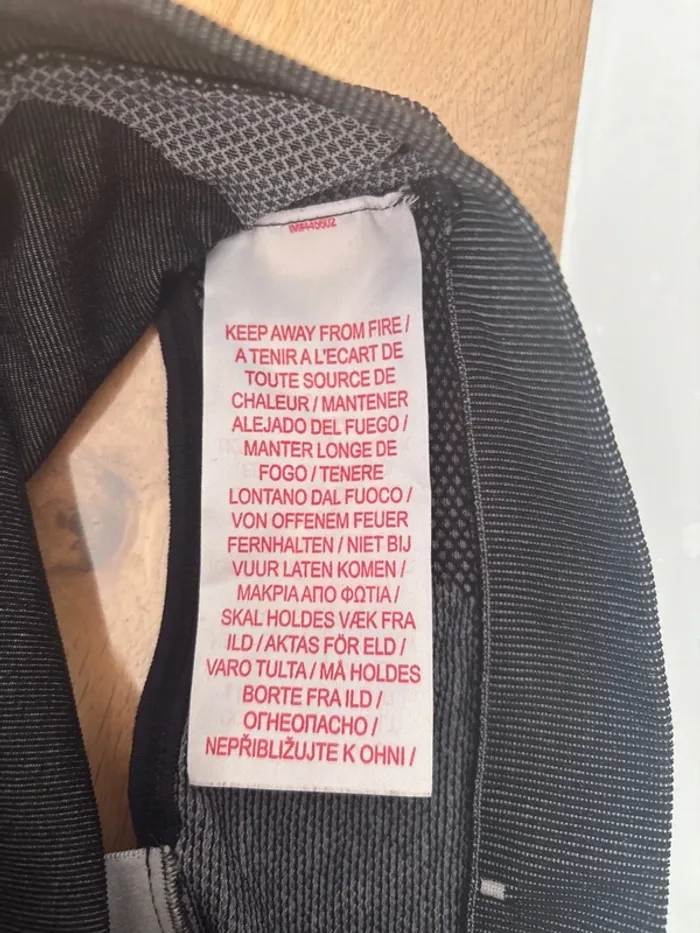 IM#445502
KEEP AWAY FROM FIRE /
A TENIR A L'ECART DE
TOUTE SOURCE DE
CHALEUR / MANTENER
ALEJADO DEL FUEGO /
MANTER LONGE DE
FOGO / TENERE
LONTANO DAL FUOCO /
VON OFFENEM FEUER
FERNHALTEN / NIET BIJ
VUUR LATEN KOMEN /
ΜΑΚΡΙΑ ΑΠΟ ΦΩΤΙΑ /
SKAL HOLDES VÆK FRA
ILD / AKTAS FÖR ELD /
VARO TULTA / MÅ HOLDES
BORTE FRA ILD /
ОГНЕОПАСНО /
NEPŘIBLIŽUJTE K OHNI /